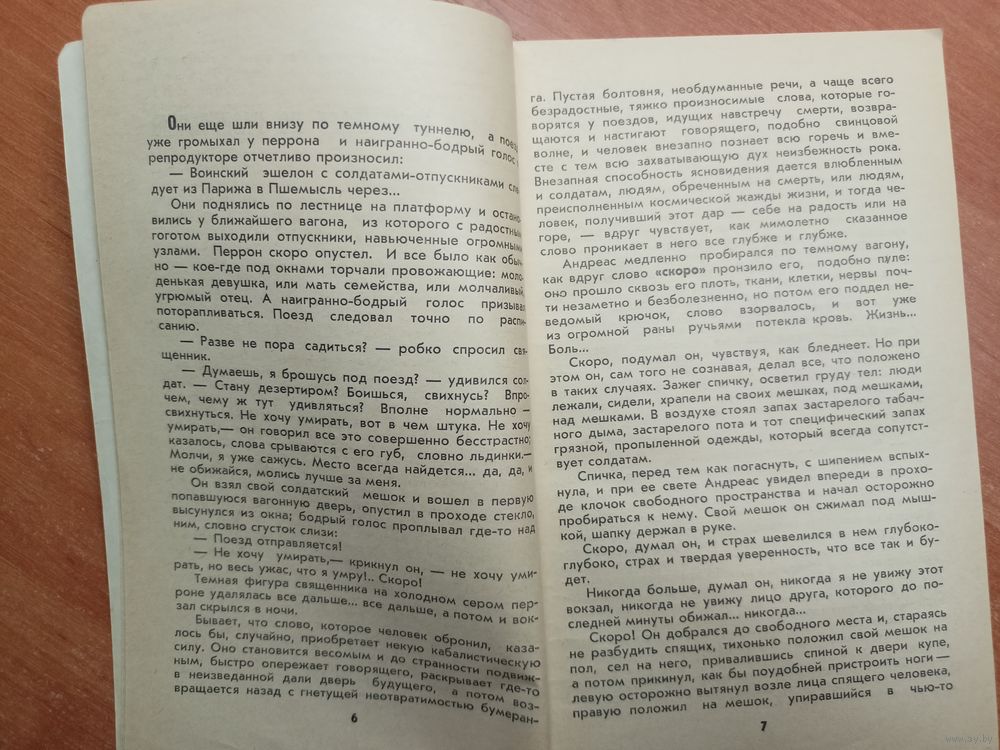 Они еще шли внизу по темному туннелю, а поезд
уже громыхал у перрона и наигранно-бодрый голос в
репродукторе отчетливо произносил:
— Воинский эшелон с солдатами-отпускниками сле-
дует из Парижа в Пшемысль через...
Они поднялись по лестнице на платформу и остано-
вились у ближайшего вагона, из которого с радостным
гоготом выходили отпускники, навьюченные огромными
узлами. Перрон скоро опустел. И все было как обыч-
но — кое-где под окнами торчали провожающие: моло-
денькая девушка, или мать семейства, или молчаливый,
угрюмый отец. А наигранно-бодрый голос призывал
поторапливаться. Поезд следовал точно по распи-
санию.
— Разве не пора садиться? — робко спросил свя-
щенник.
— Думаешь, я брошусь под поезд? — удивился сол-
дат. — Стану дезертиром? Боишься, свихнусь? Впро-
чем, чему ж тут удивляться? Вполне нормально —
свихнуться. Не хочу умирать, вот в чем штука. Не хочу
умирать,— он говорил все это совершенно бесстрастно;
казалось, слова срываются с его губ, словно льдинки.—
Молчи, я уже сажусь. Место всегда найдется... да, да, и
не обижайся, молись лучше за меня.
Он взял свой солдатский мешок и вошел в первую
попавшуюся вагонную дверь, опустил в проходе стекло,
высунулся из окна; бодрый голос проплывал где-то над
ним, словно сгусток слизи:
— Поезд отправляется!
— Не хочу умирать,— крикнул он, — не хочу уми-
рать, но весь ужас, что я умру!.. Скоро!
Темная фигура священника на холодном сером пер-
роне удалялась все дальше... все дальше, а потом и вок-
зал скрылся в ночи.
Бывает, что слово, которое человек обронил, каза-
лось бы, случайно, приобретает некую кабалистическую
силу. Оно становится весомым и до странности подвиж-
ным, быстро опережает говорящего, раскрывает где-то
в неизведанной дали дверь будущего, а потом воз-
вращается назад с гнетущей неотвратимостью бумеран-
6
га. Пустая болтовня, необдуманные речи, а чаще всего
безрадостные, тяжко произносимые слова, которые го-
ворятся у поездов, идущих навстречу смерти, возвра-
щаются и настигают говорящего, подобно свинцовой
волне, и человек внезапно познает всю горечь и вме-
сте с тем всю захватывающую дух неизбежность рока.
Внезапная способность ясновидения дается влюбленным
и солдатам, людям, обреченным на смерть, или людям,
преисполненным космической жажды жизни, и тогда че-
ловек, получивший этот дар — себе на радость или на
горе, — вдруг чувствует, как мимолетно сказанное
слово проникает в него все глубже и глубже.
Андреас медленно пробирался по темному вагону,
как вдруг слово «скоро» пронзило его, подобно пуле:
оно прошло сквозь его плоть, ткани, клетки, нервы поч-
ти незаметно и безболезненно, но потом его поддел не-
ведомый крючок, слово взорвалось, и вот уже
из огромной раны ручьями потекла кровь. Жизнь...
Боль...
Скоро, подумал он, чувствуя, как бледнеет. Но при
этом он, сам того не сознавая, делал все, что положено
в таких случаях. Зажег спичку, осветил груду тел: люди
лежали, сидели, храпели на своих мешках, под мешками,
над мешками. В воздухе стоял запах застарелого табач-
ного дыма, застарелого пота и тот специфический запах
грязной, пропыленной одежды, который всегда сопутст-
вует солдатам.
Спичка, перед тем как погаснуть, с шипением вспых-
нула, и при ее свете Андреас увидел впереди в прохо-
де клочок свободного пространства и начал осторожно
пробираться к нему. Свой мешок он сжимал под мыш-
кой, шапку держал в руке.
Скоро, думал он, и страх шевелился в нем глубоко-
глубоко, страх и твердая уверенность, что все так и бу-
дет.
Никогда больше, думал он, никогда я не увижу этот
вокзал, никогда не увижу лицо друга, которого до по-
следней минуты обижал... никогда...
Скоро! Он добрался до свободного места и, стараясь
не разбудить спящих, тихонько положил свой мешок на
пол, сел на него, привалившись спиной к двери купе,
а потом прикинул, как бы поудобней пристроить ноги —
левую осторожно вытянул возле лица спящего человека,
правую положил на мешок, упиравшийся в чью-то
7
www.ay.by